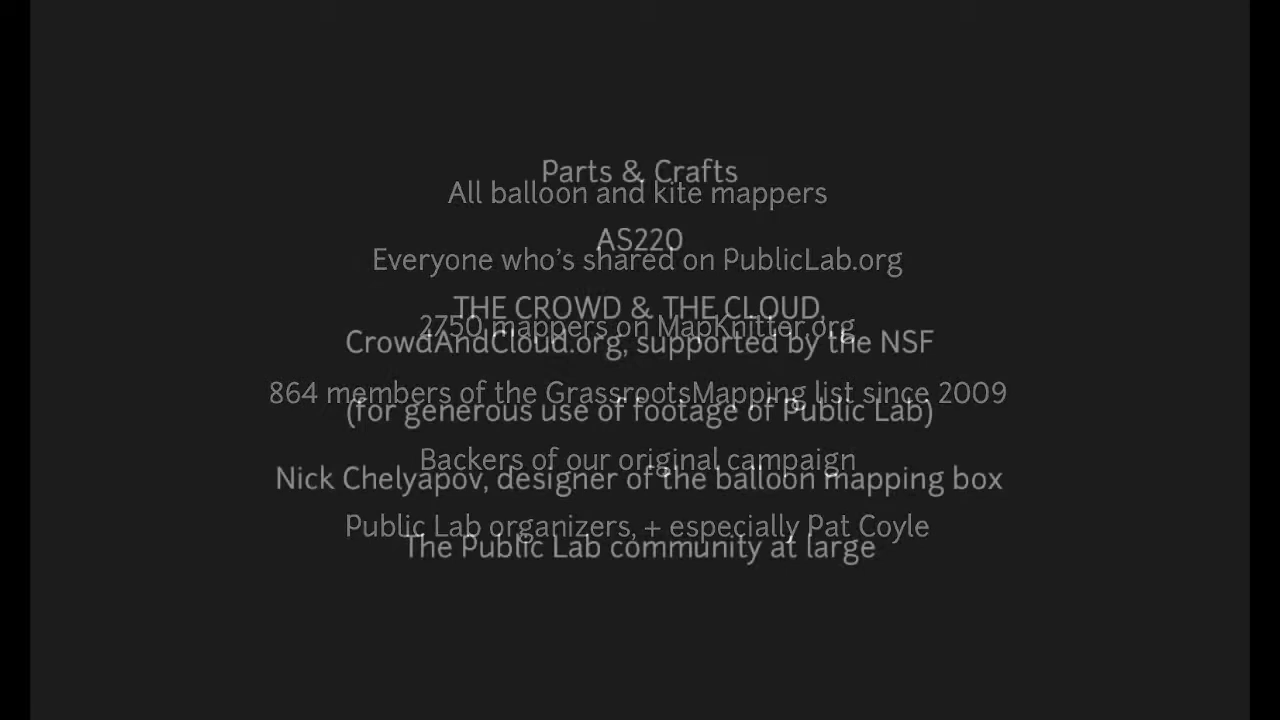 Parts & Crafts
All balloon and kite mappers
AS220
Everyone who's shared on PublicLab.org
THE CROWD & THE CLOUD,
2750 mappers on MapKnitter.org
CrowdAndCloud.org, supported by the NSF
864 members of the GrassrootsMapping list since 2009
(for generous use of footage of Public Lab)
Backers of our original campaign
Nick Chelyapov, designer of the balloon mapping box
Public Lab organizers, + especially Pat Coyle
The Public Lab community at large